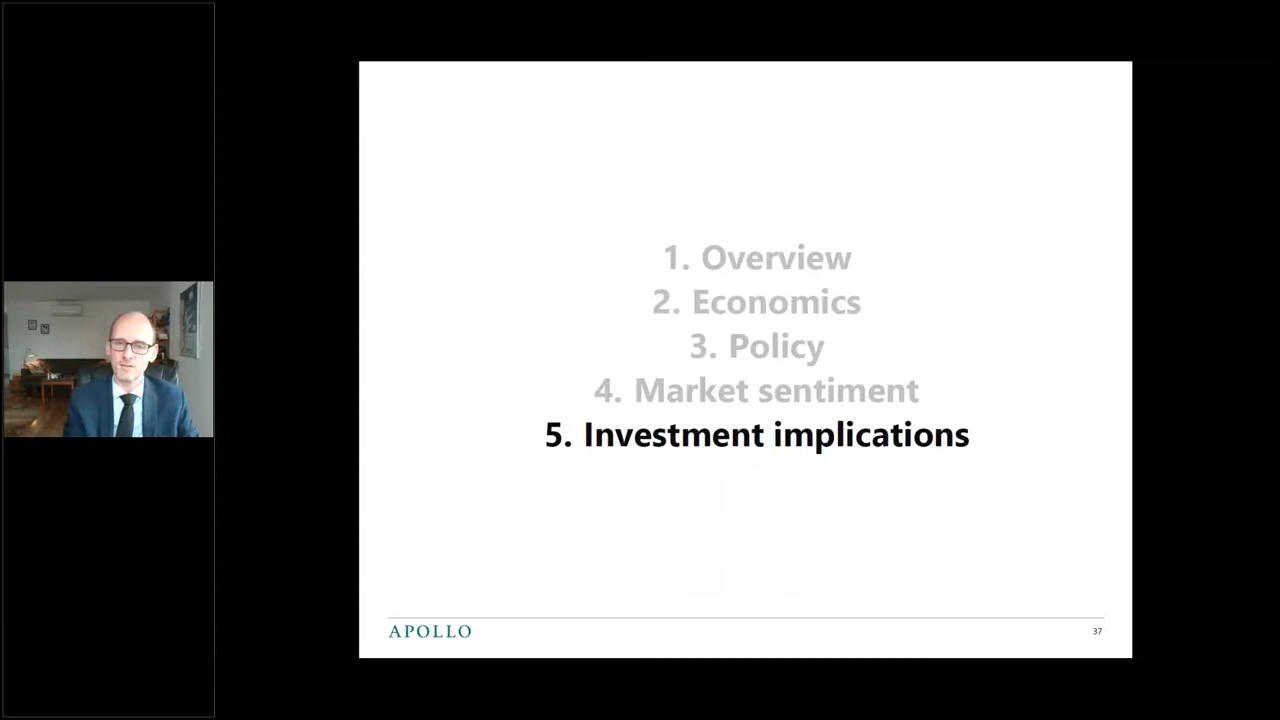 1. Overview
2. Economics
3. Policy
4. Market sentiment
5. Investment implications
APOLLO
37